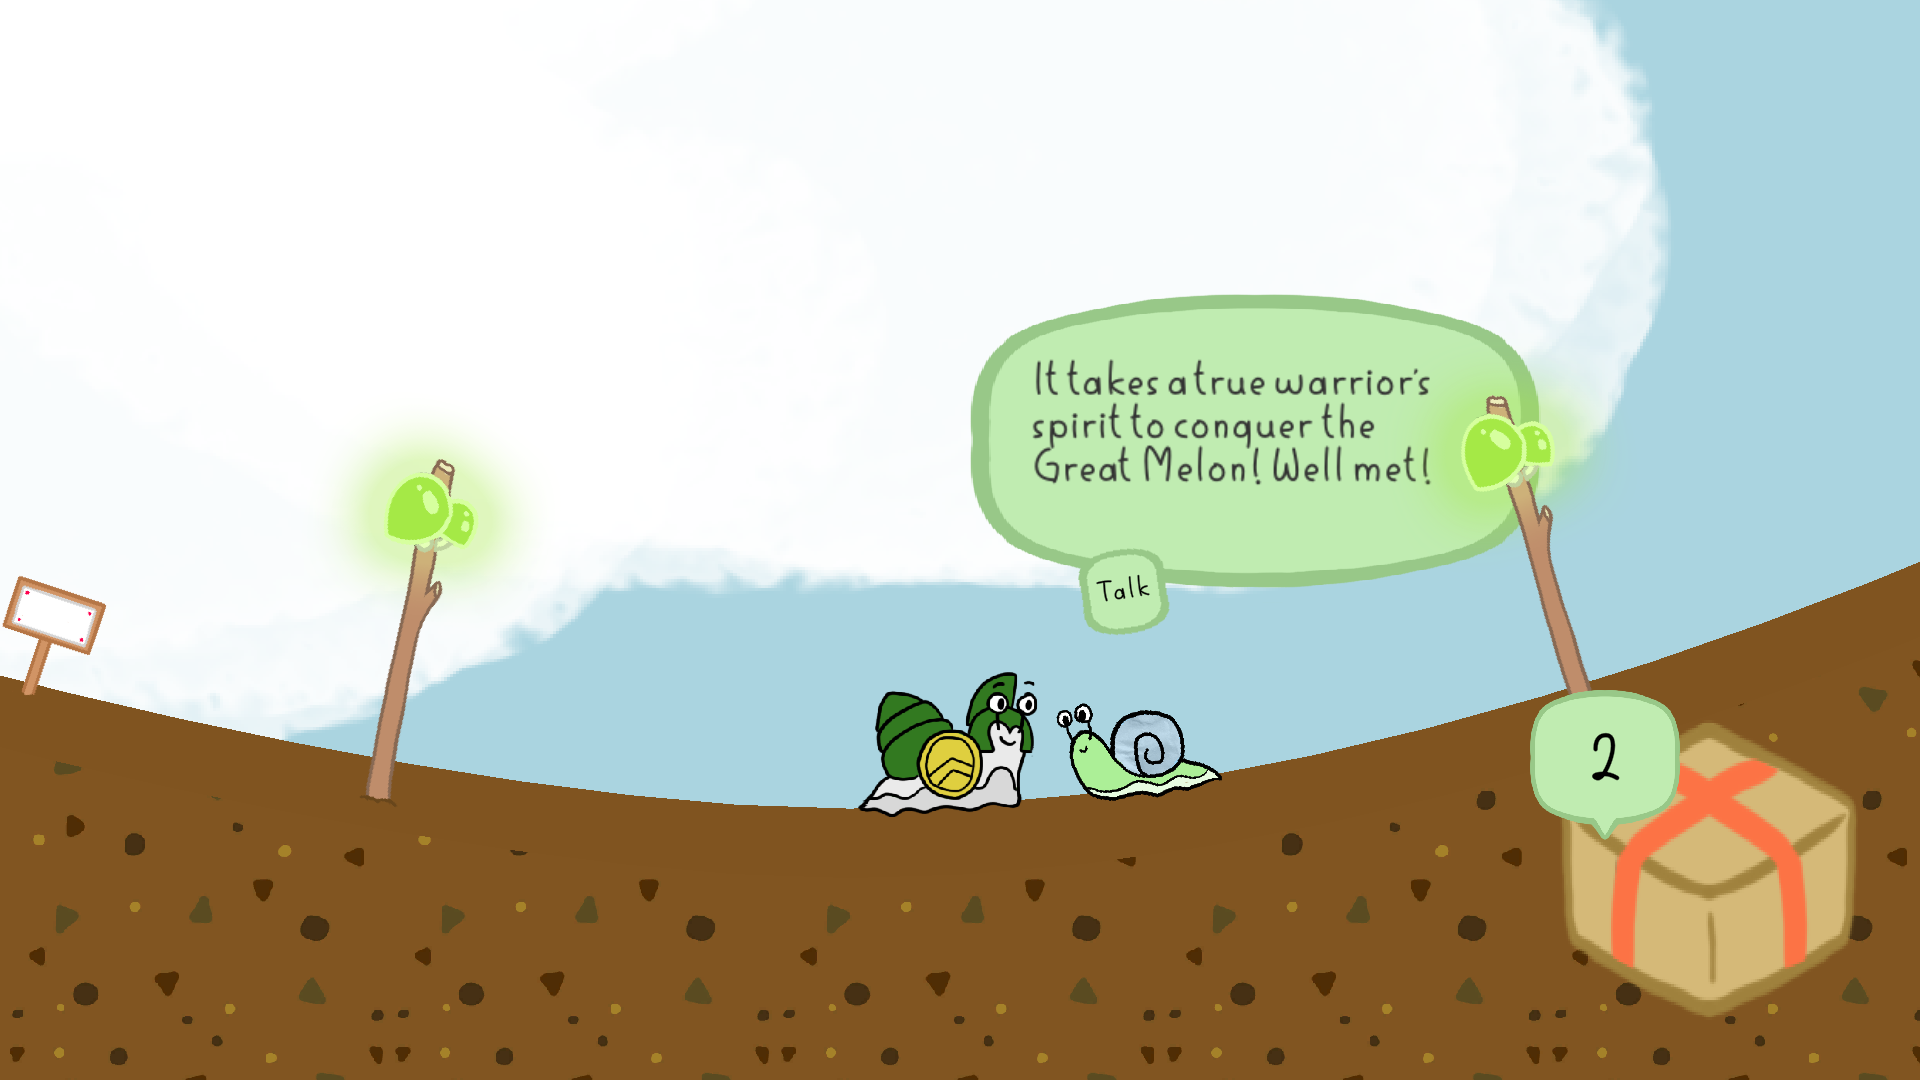 It takes a true warrior's
spirit to conquer the
Great Melon! Well met!
Talk
2